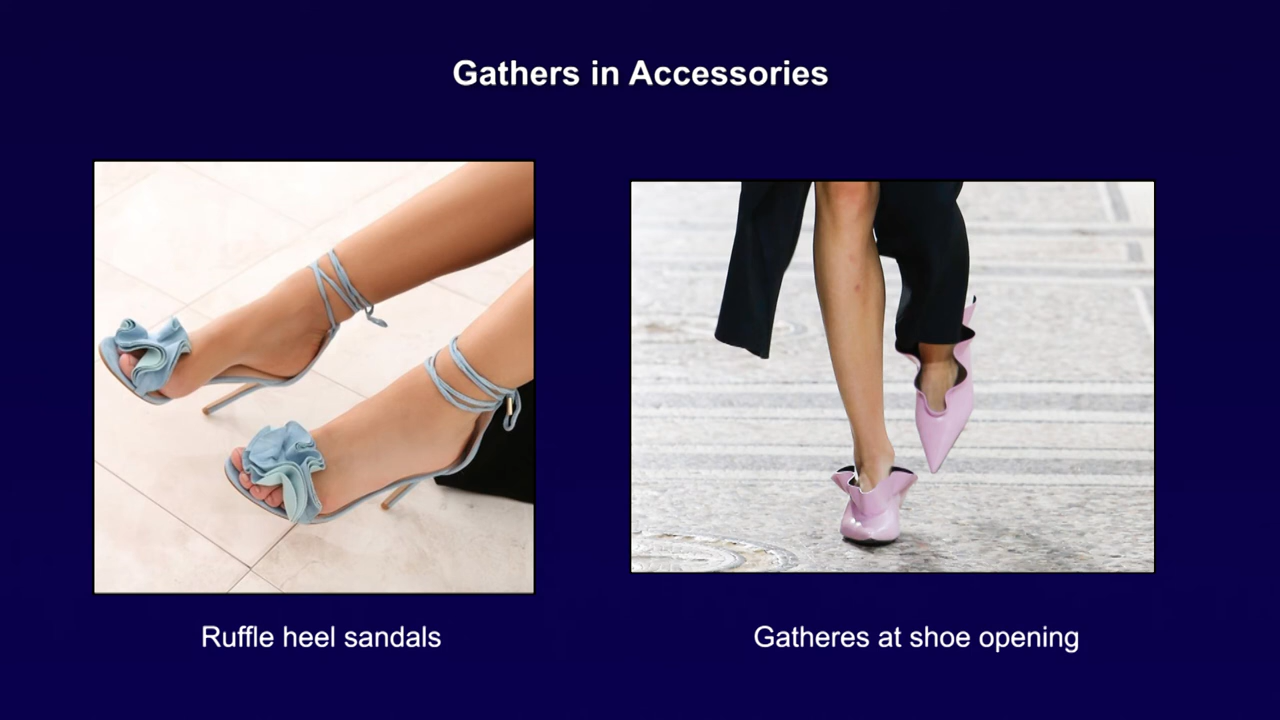 Gathers in Accessories
Ruffle heel sandals
Gatheres at shoe opening